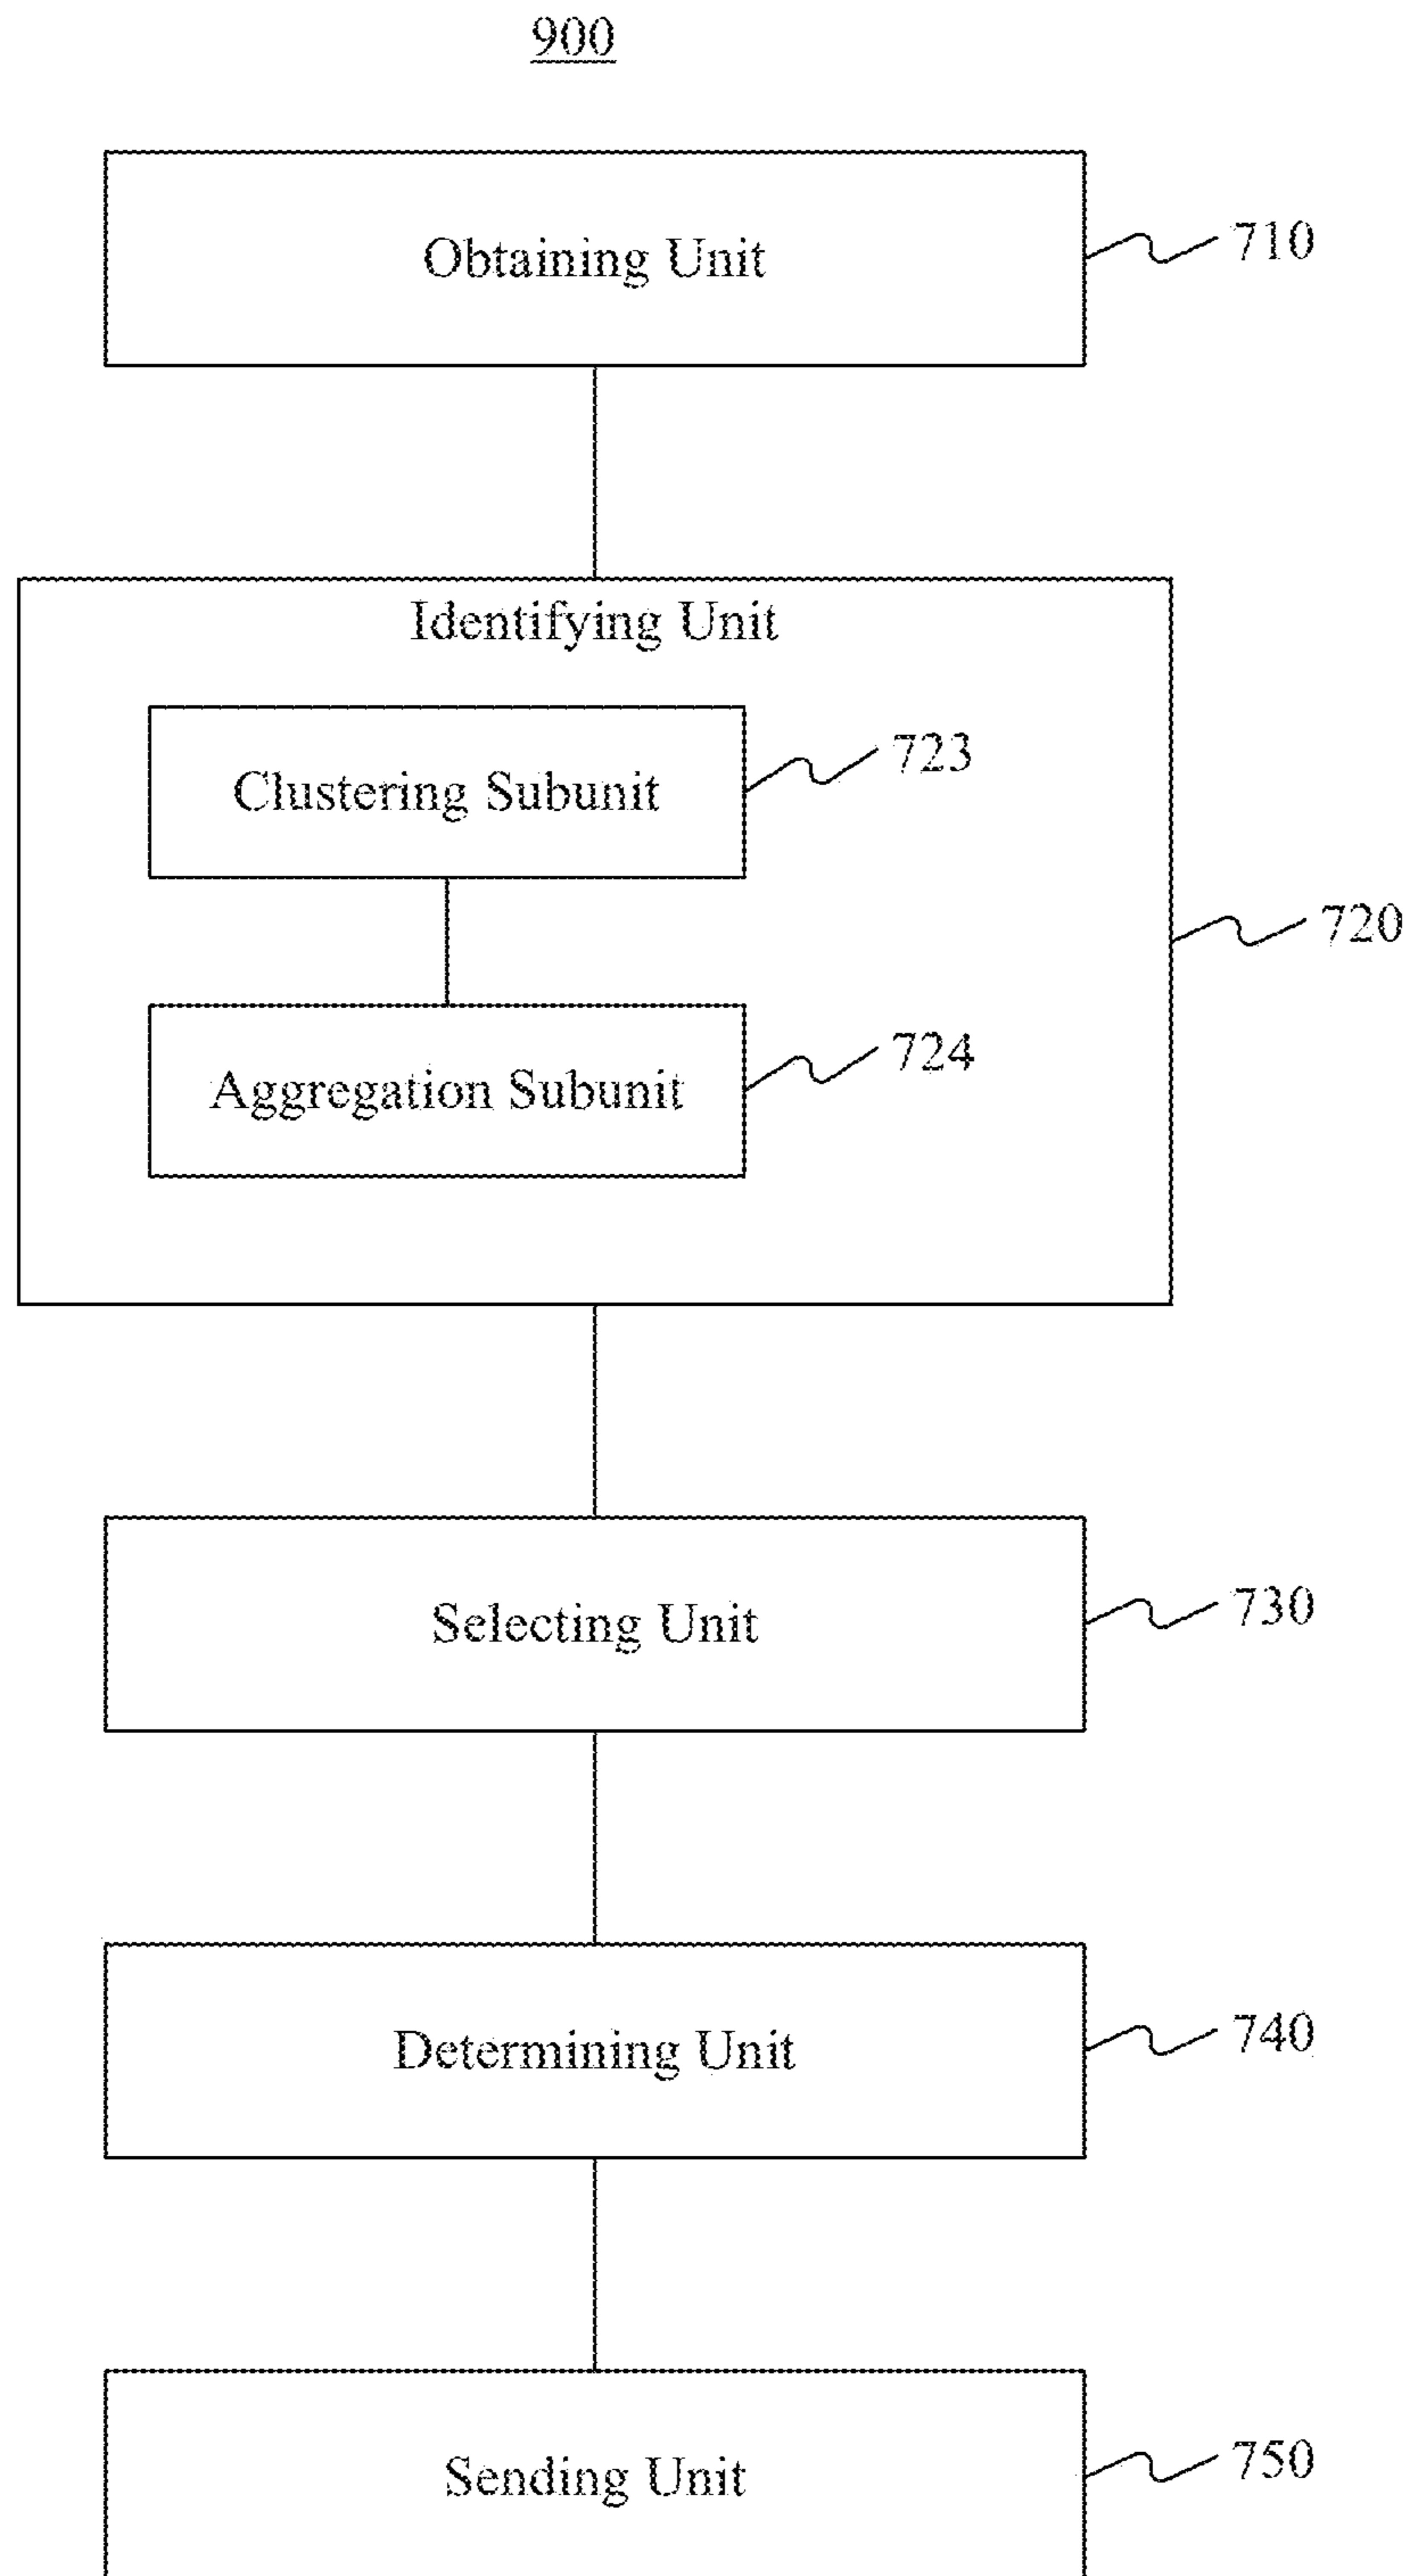 900
Obtaining Unit
710
Identifying Unit
Clustering Subunit
723
720
Aggregation Subunit
724
Selecting Unit
730
Determining Unit
740
Sending Unit
750